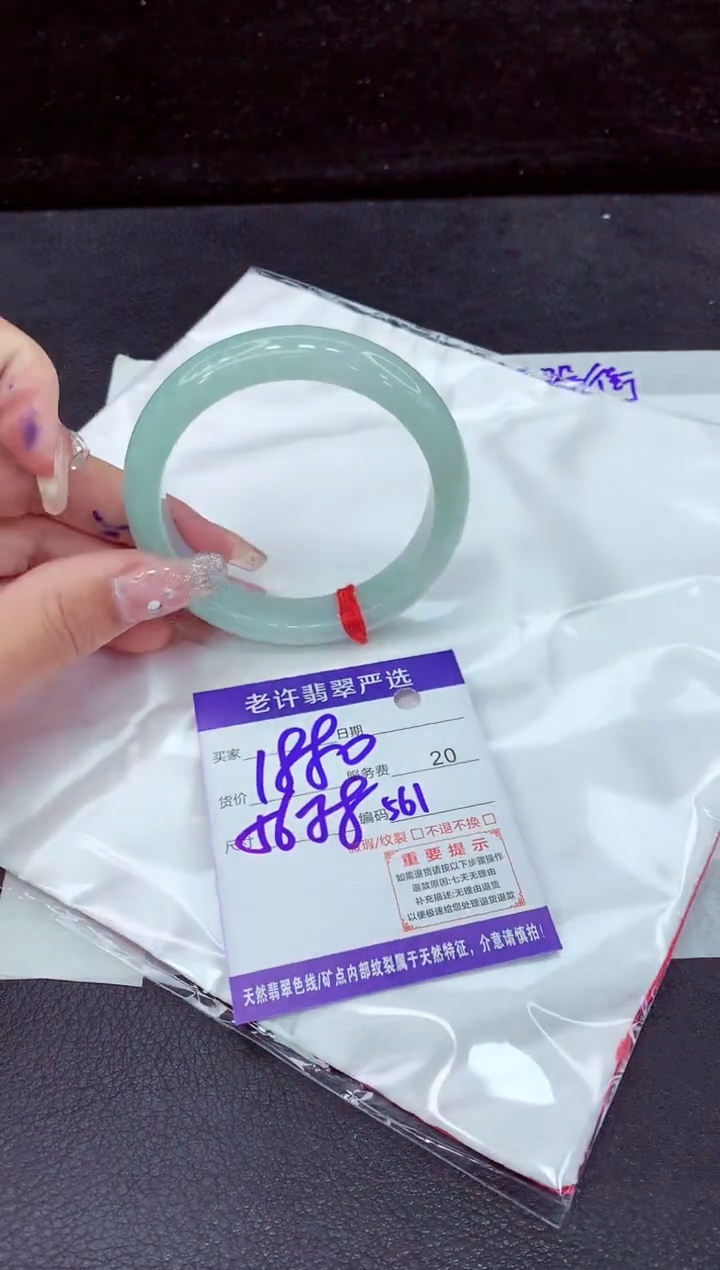 老许翡翠严选
买家 日期
1880
货价 服务费 20
编码 561
5678
微瑕/纹裂 □不退不换 □
重要提示
如需退货请按以下步骤操作
退款原因:七天无理由
补充描述:无理由退货
以便极速给您处理退货退款
天然翡翠色线/矿点内部纹裂属于天然特征，介意请慎拍!